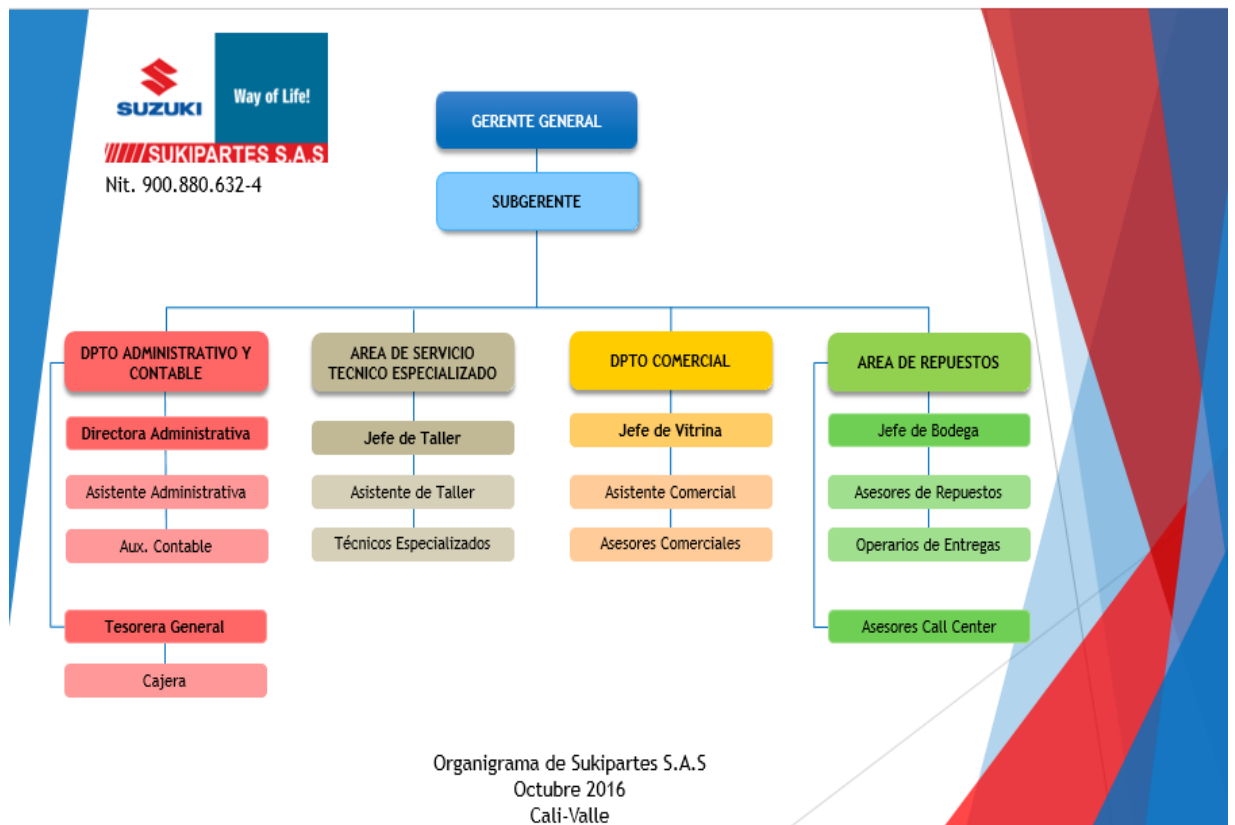 SUZUKI
Way of Life!
SUKIPARTES S.A.S
Nit. 900.880.632-4
GERENTE GENERAL
SUBGERENTE
DPTO ADMINISTRATIVO Y
CONTABLE
Directora Administrativa
Asistente Administrativa
Aux. Contable
Tesorera General
Cajera
AREA DE SERVICIO
TECNICO ESPECIALIZADO
Jefe de Taller
Asistente de Taller
Técnicos Especializados
DPTO COMERCIAL
Jefe de Vitrina
Asistente Comercial
Asesores Comerciales
AREA DE REPUESTOS
Jefe de Bodega
Asesores de Repuestos
Operarios de Entregas
Asesores Call Center
Organigrama de Sukipartes S.A.S
Octubre 2016
Cali-Valle